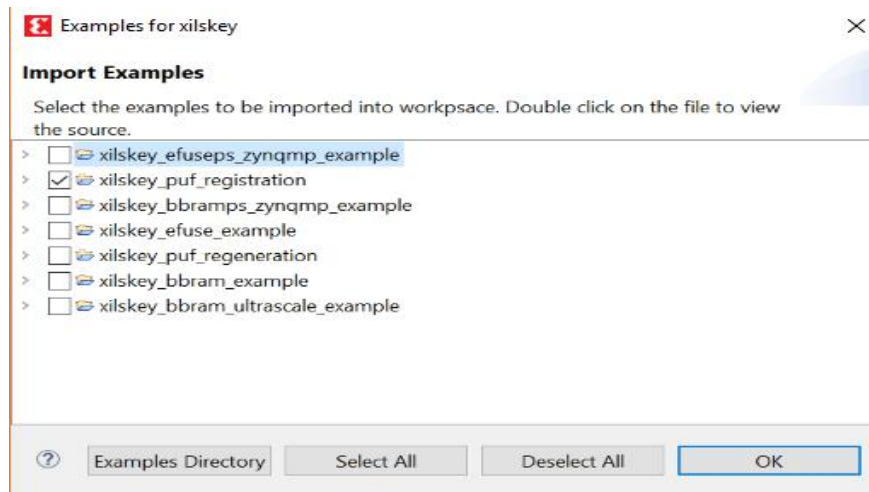 Examples for xilskey
Import Examples
Select the examples to be imported into workpsace. Double click on the file to view
the source.
xilskey_efuseps_zynqmp_example
xilskey_puf_registration
xilskey_bbramps_zynqmp_example
xilskey_efuse_example
xilskey_puf_regeneration
xilskey_bbram_example
xilskey_bbram_ultrascale_example
Examples Directory Select All Deselect All OK